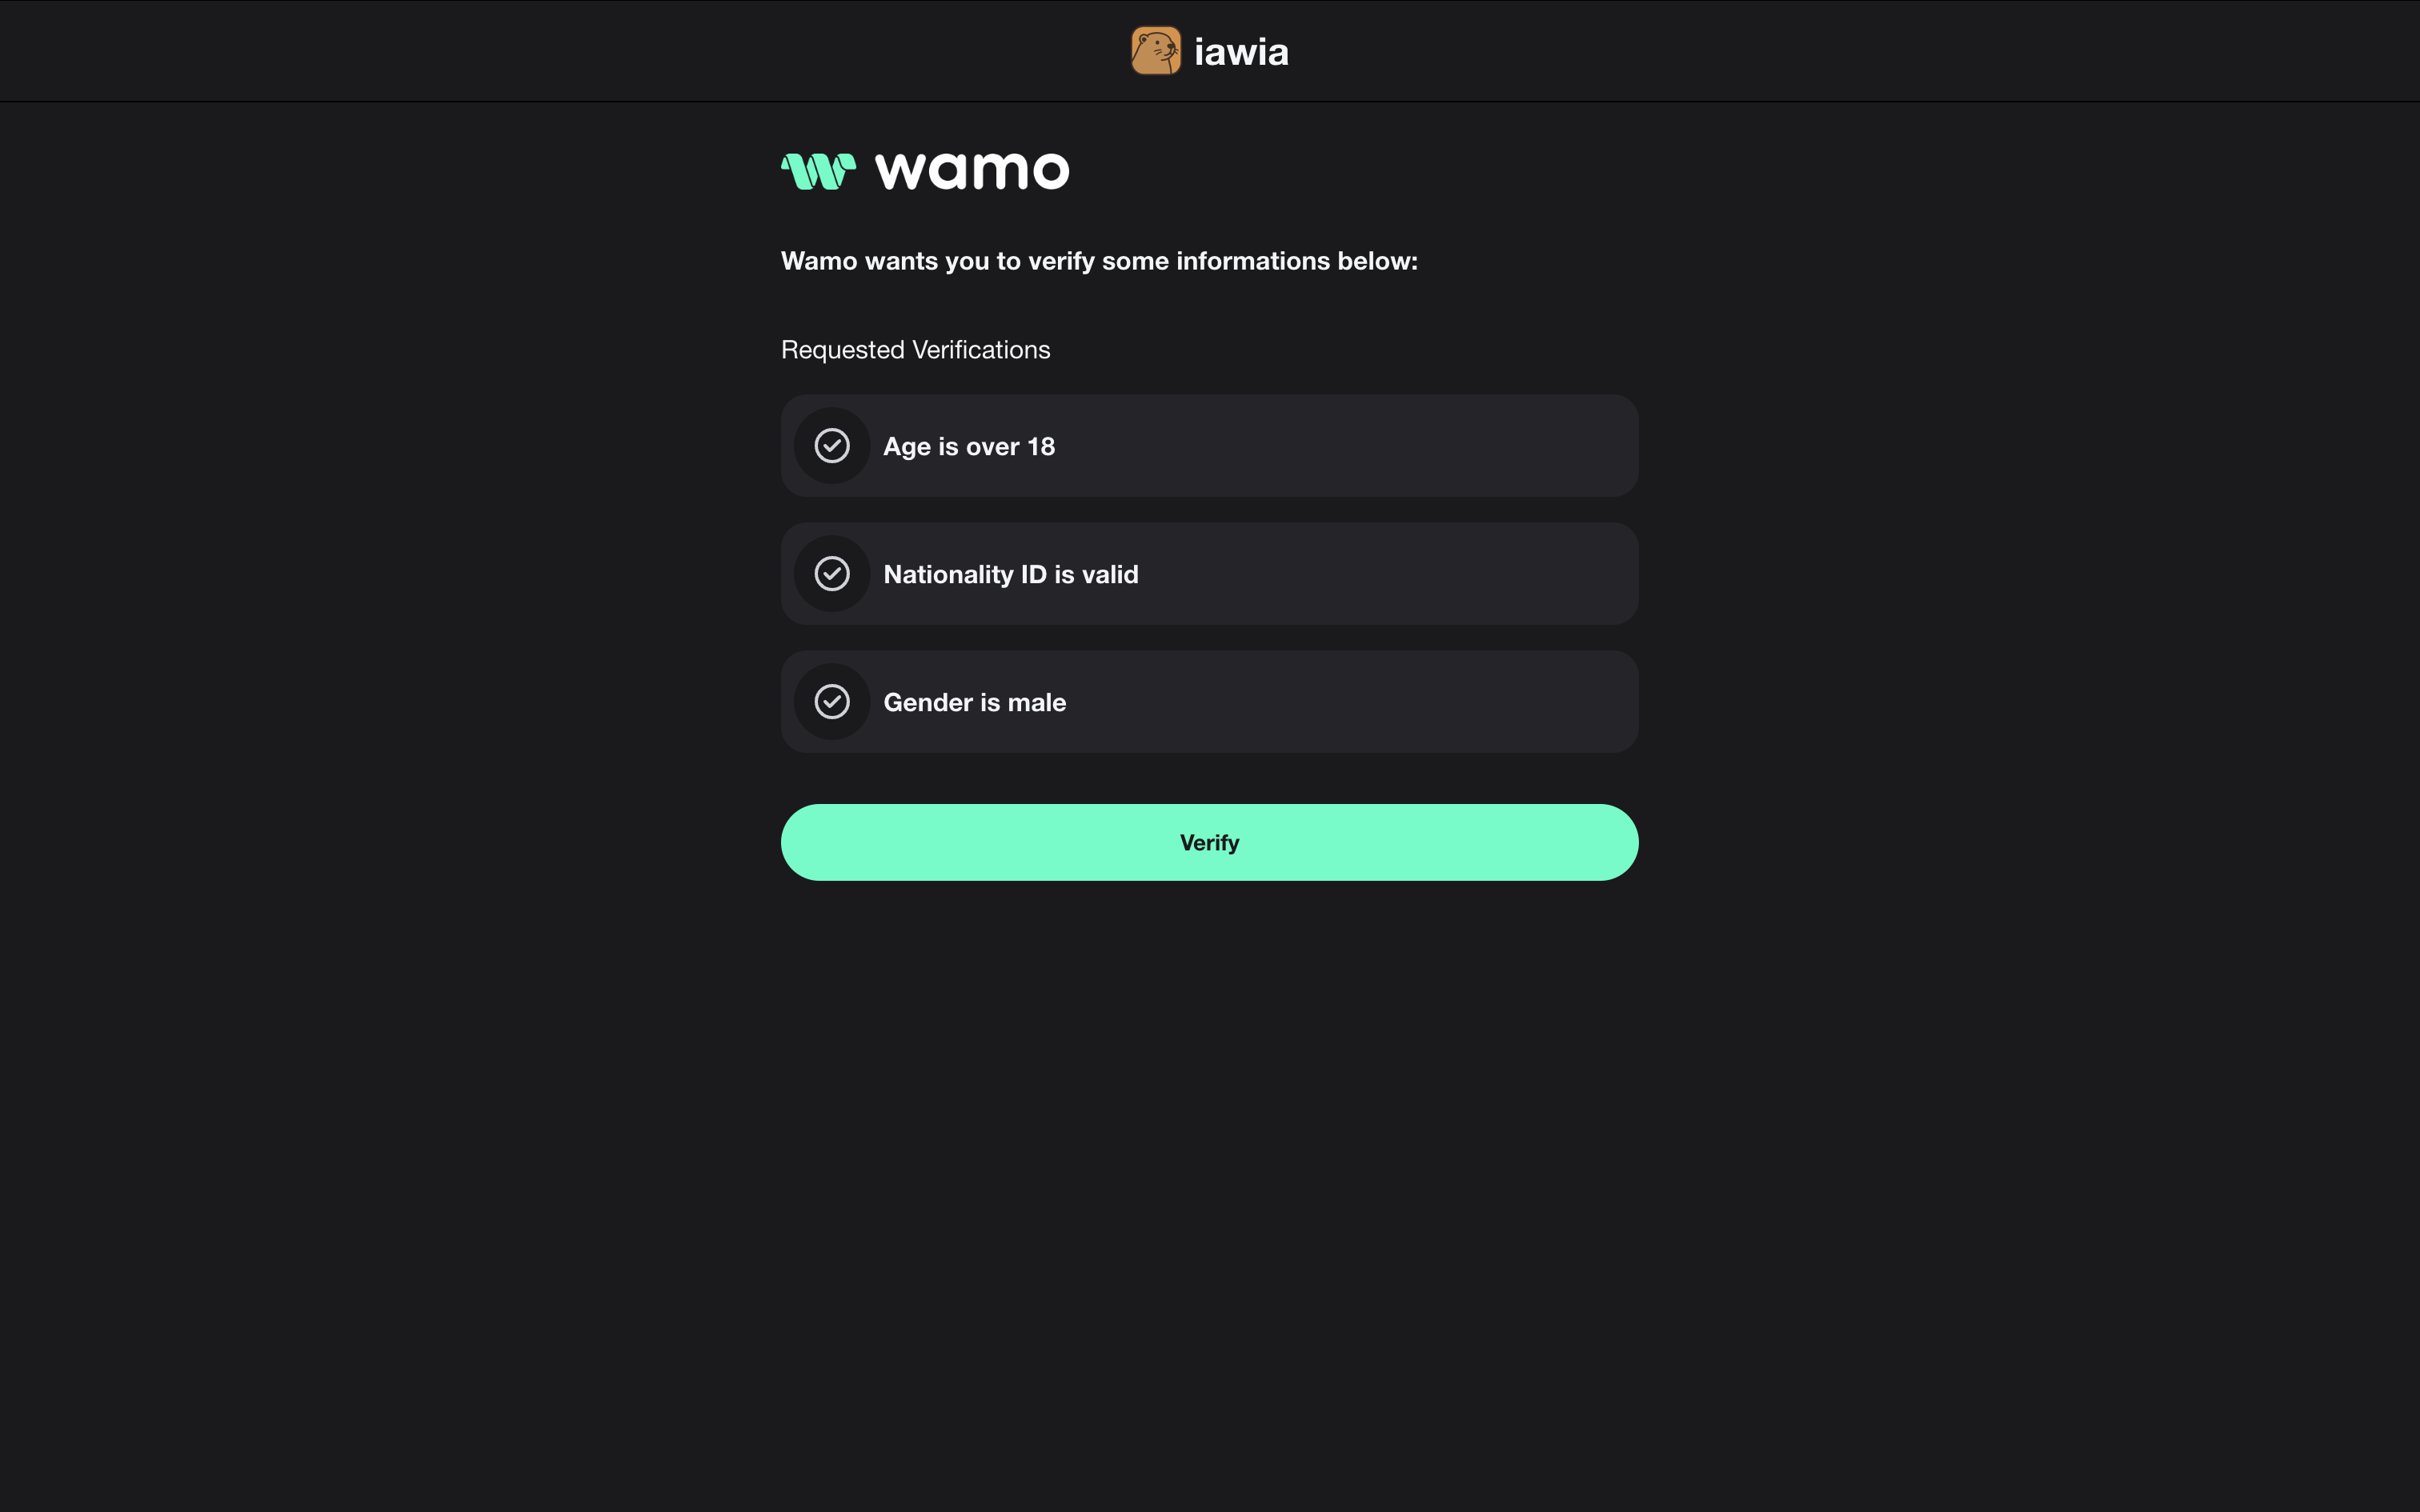 iawia
wamo
Wamo wants you to verify some informations below:
Requested Verifications
Age is over 18
Nationality ID is valid
Gender is male
Verify